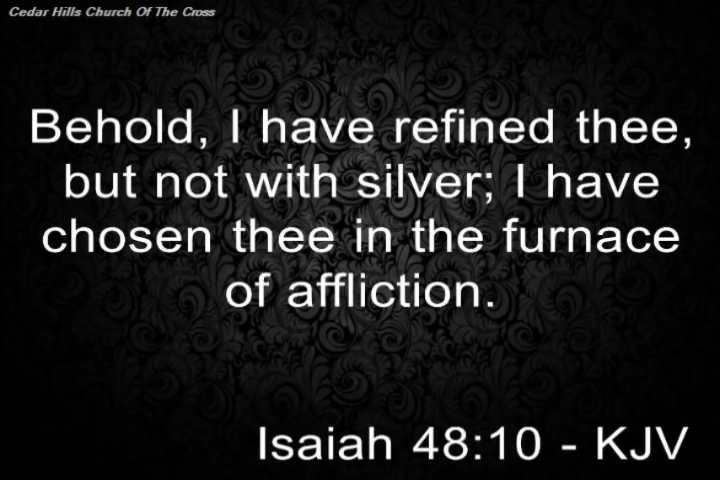 Cedar Hills Church Of The Cross
Behold, I have refined thee,
but not with silver; I have
chosen thee in the furnace
of affliction.
Isaiah 48:10 - KJV